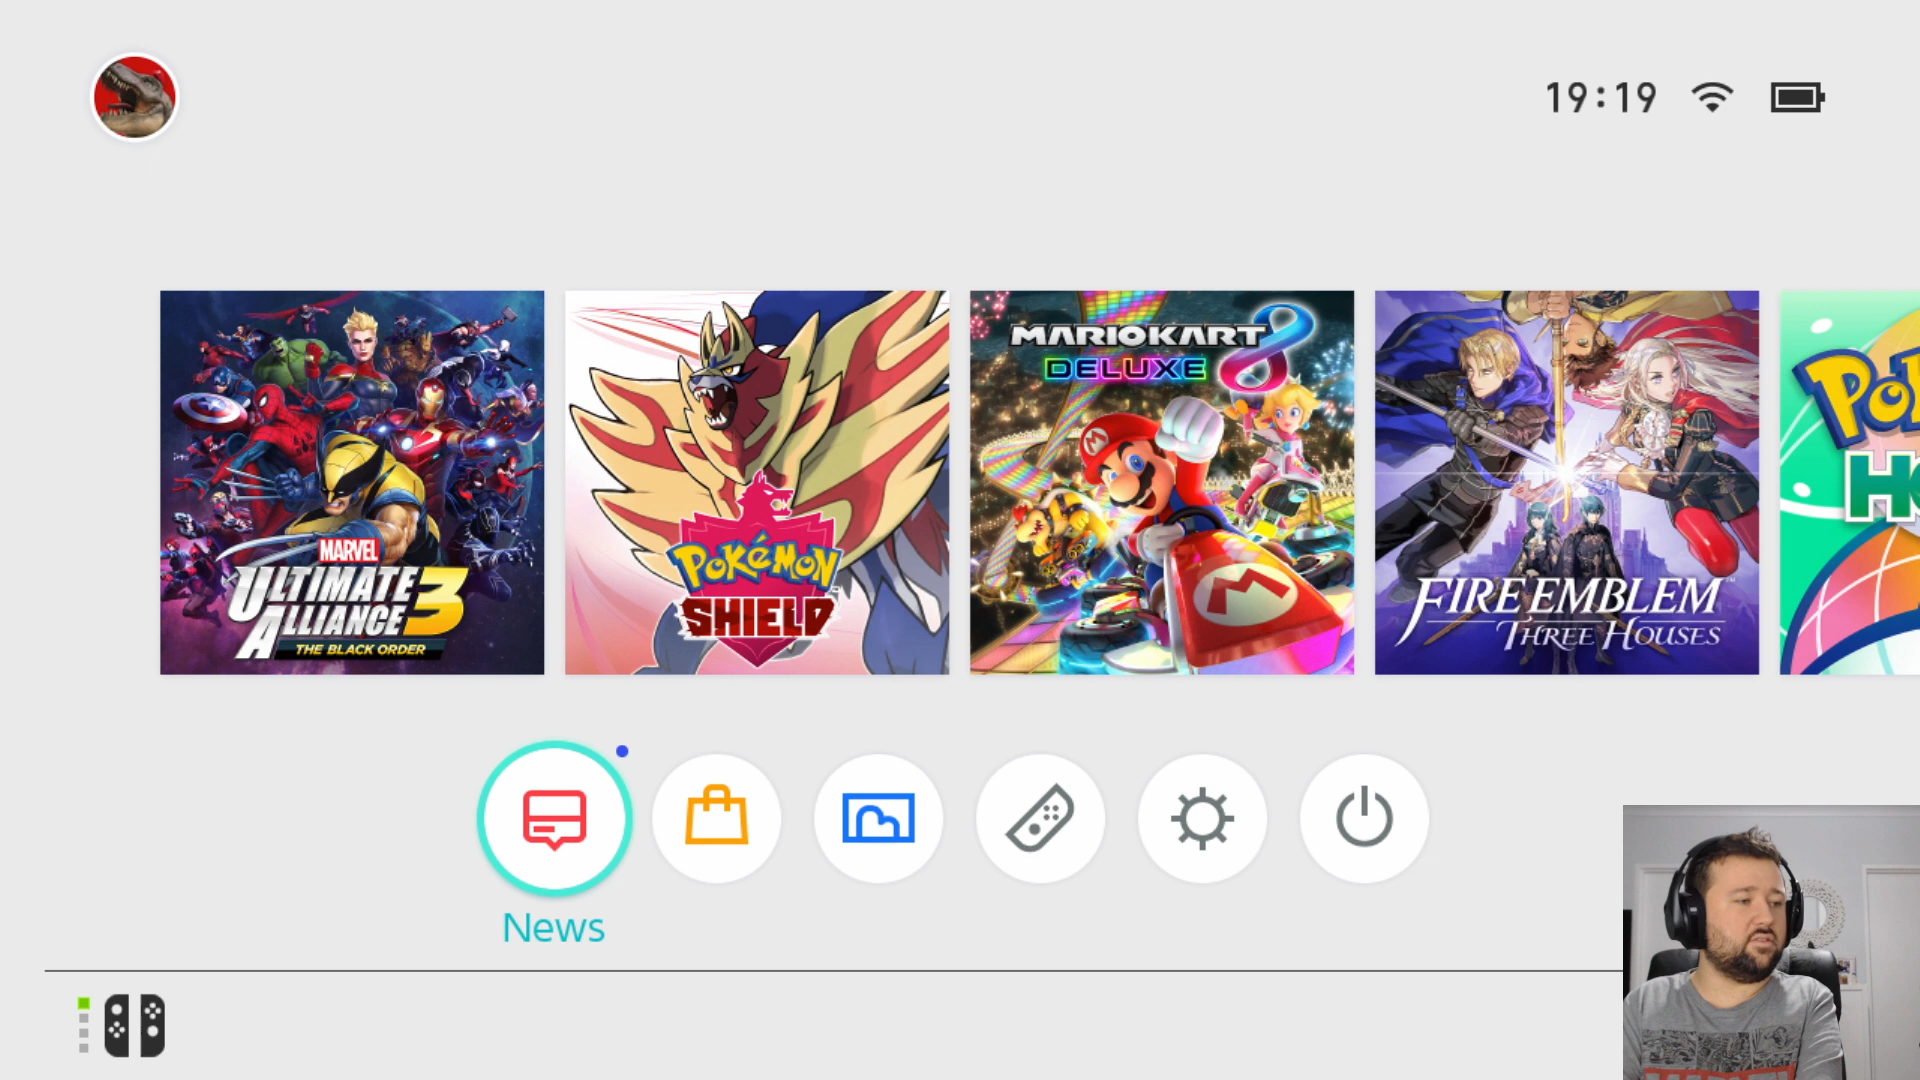 19:19
MARVEL
ULTIMATE
ALLIANCE 3
THE BLACK ORDER
POKéMON
SHIELD
MARIOKART 8
DELUXE
M
M
FIRE EMBLEM
THREE HOUSES
News